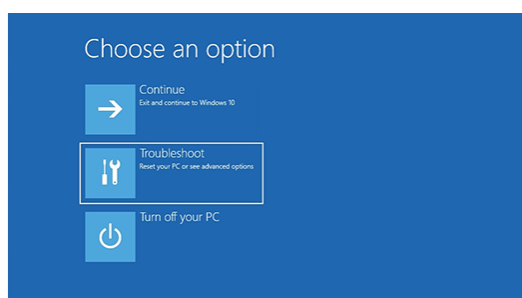 Choose an option
Continue
Exit and continue to Windows 10
Troubleshoot
Reset your PC or see advanced options
Turn off your PC